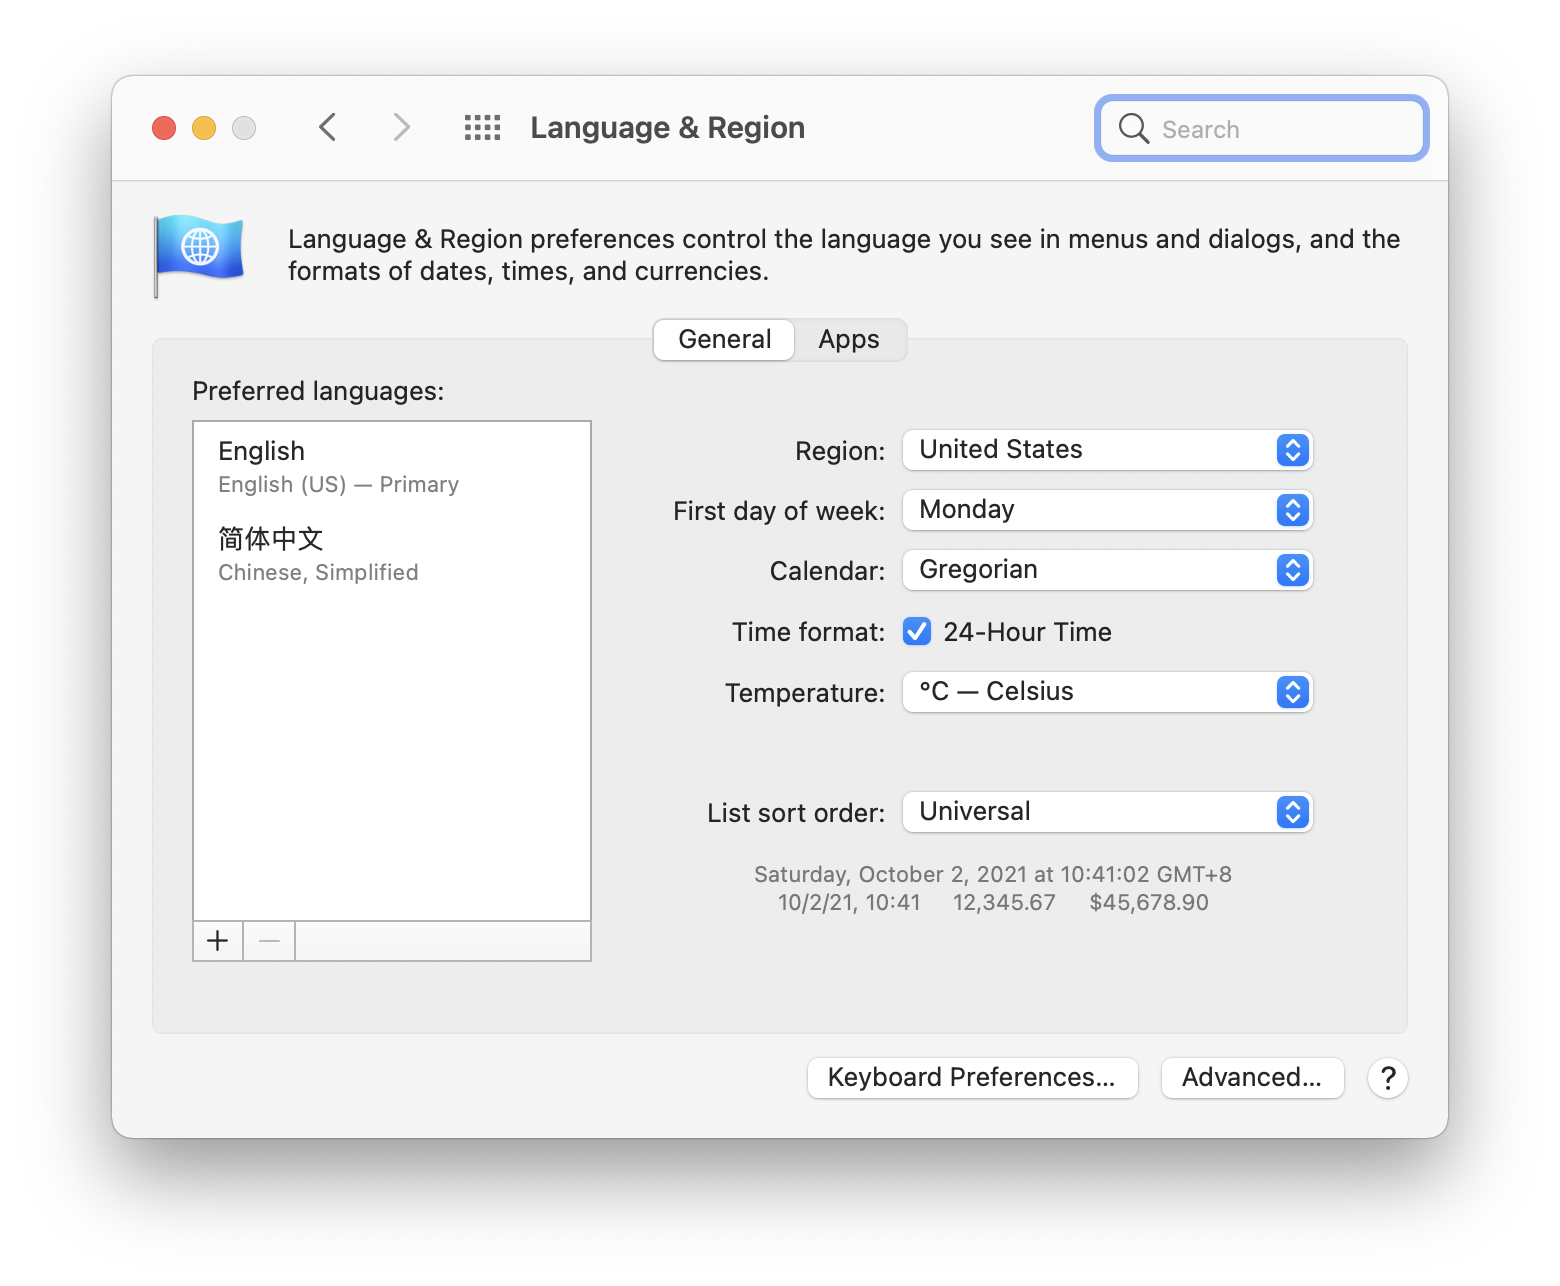 Language & Region
Search
Language & Region preferences control the language you see in menus and dialogs, and the
formats of dates, times, and currencies.
General Apps
Preferred languages:
English
English (US) — Primary
简体中文
Chinese, Simplified
Region: United States
First day of week: Monday
Calendar: Gregorian
Time format: 24-Hour Time
Temperature: °C — Celsius
List sort order: Universal
Saturday, October 2, 2021 at 10:41:02 GMT+8
10/2/21, 10:41 12,345.67 $45,678.90
Keyboard Preferences... Advanced... ?